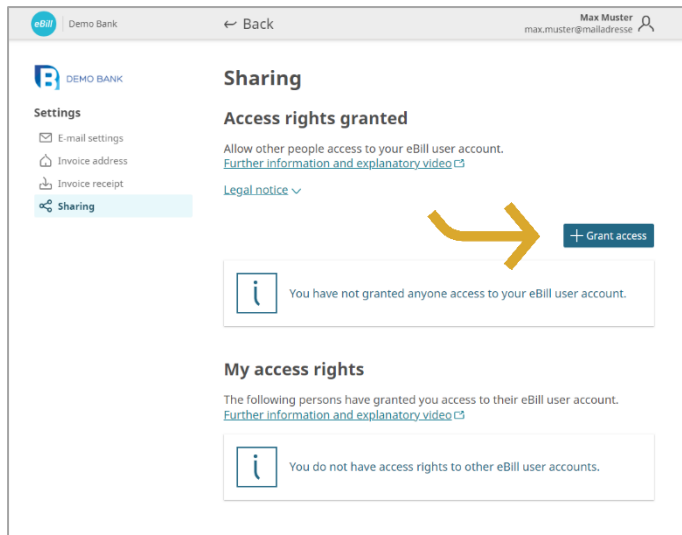 eBill Demo Bank
← Back
Max Muster
max.muster@mailadresse
DEMO BANK
Settings
E-mail settings
Invoice address
Invoice receipt
Sharing
Sharing
Access rights granted
Allow other people access to your eBill user account.
Further information and explanatory video
Legal notice
+ Grant access
i
You have not granted anyone access to your eBill user account.
My access rights
The following persons have granted you access to their eBill user account.
Further information and explanatory video
i
You do not have access rights to other eBill user accounts.